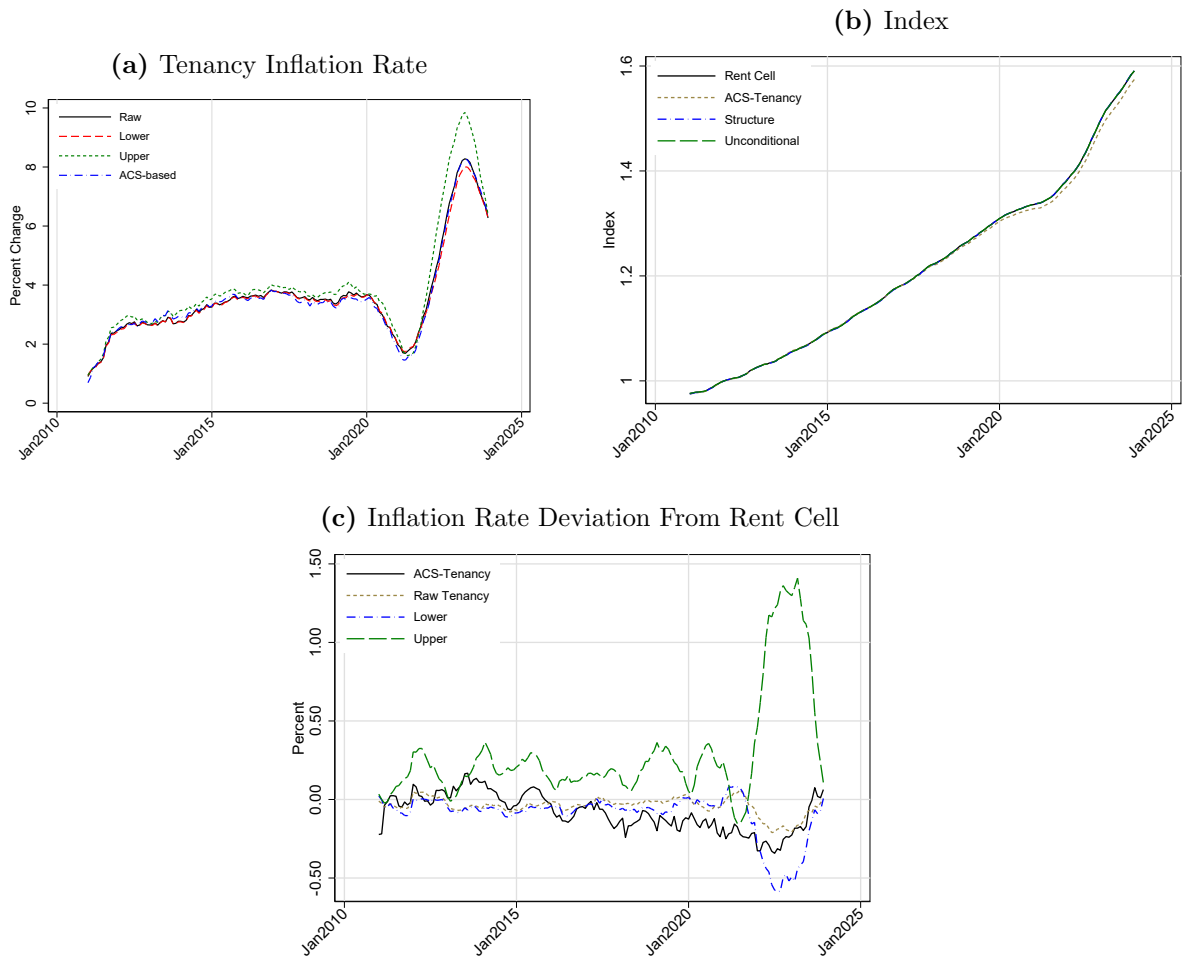 (a) Tenancy Inflation Rate
Percent Change
0
2
4
6
8
10
Raw
Lower
Upper
ACS-based
Jan2010
Jan2015
Jan2020
Jan2025
(b) Index
Index
1
1.2
1.4
1.6
Rent Cell
ACS-Tenancy
Structure
Unconditional
Jan2010
Jan2015
Jan2020
Jan2025
(c) Inflation Rate Deviation From Rent Cell
Percent
-0.50
0.00
0.50
1.00
1.50
ACS-Tenancy
Raw Tenancy
Lower
Upper
Jan2010
Jan2015
Jan2020
Jan2025